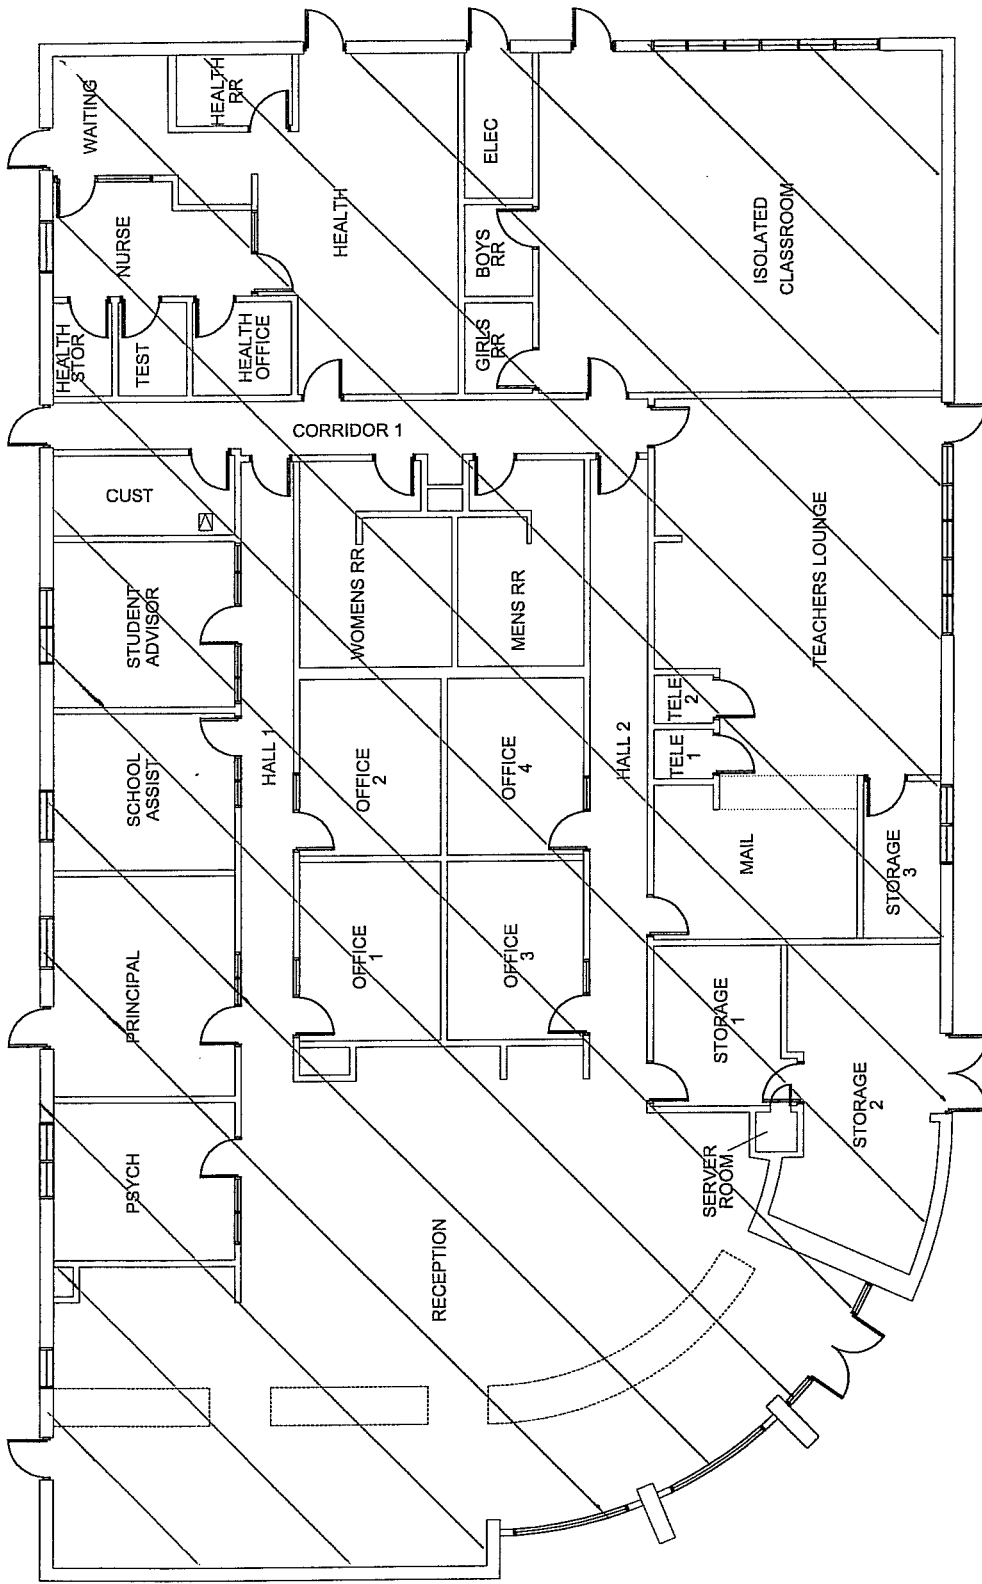 WAITING
HEALTH
RR
NURSE
HEALTH
STOR
TEST
HEALTH
OFFICE
HEALTH
ELEC
BOYS
RR
GIRLS
RR
ISOLATED
CLASSROOM
CORRIDOR 1
CUST
STUDENT
ADVISOR
SCHOOL
ASSIST
PRINCIPAL
PSYCH
HALL 1
WOMENS RR
MENS RR
OFFICE
2
OFFICE
4
OFFICE
1
OFFICE
3
HALL 2
TELE
2
TELE
1
TEACHERS LOUNGE
MAIL
STORAGE
3
STORAGE
1
STORAGE
2
SERVER
ROOM
RECEPTION